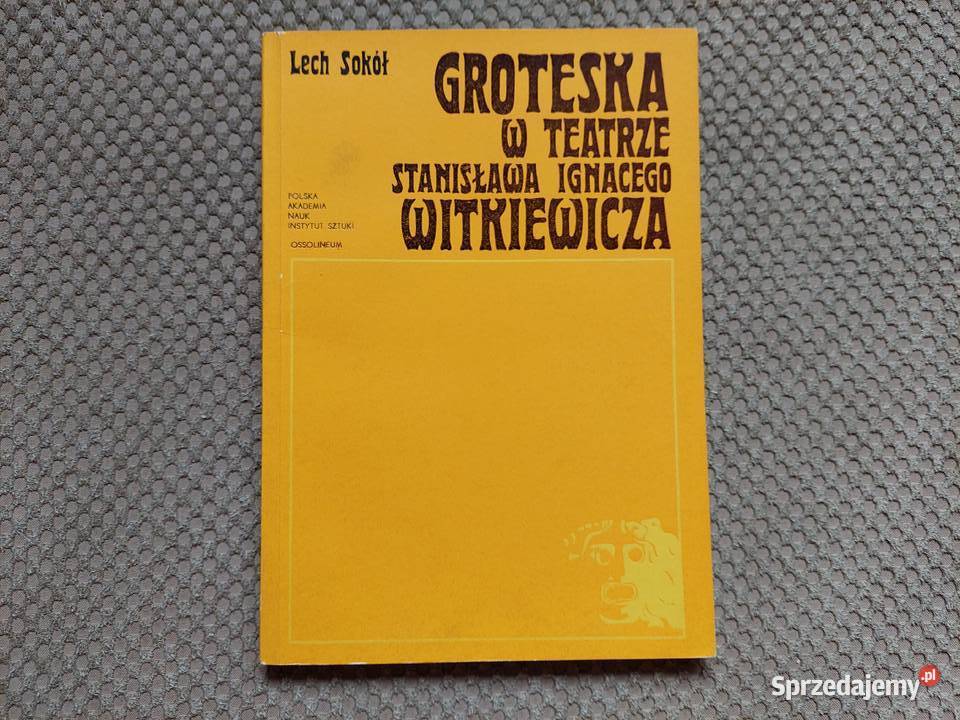 Lech Sokół
GROTESKA
W TEATRZE
STANISŁAWA IGNACEGO
WITKIEWICZA
POLSKA
AKADEMIA
NAUK
INSTYTUT SZTUKI
OSSOLINEUM
Sprzedajemy.pl